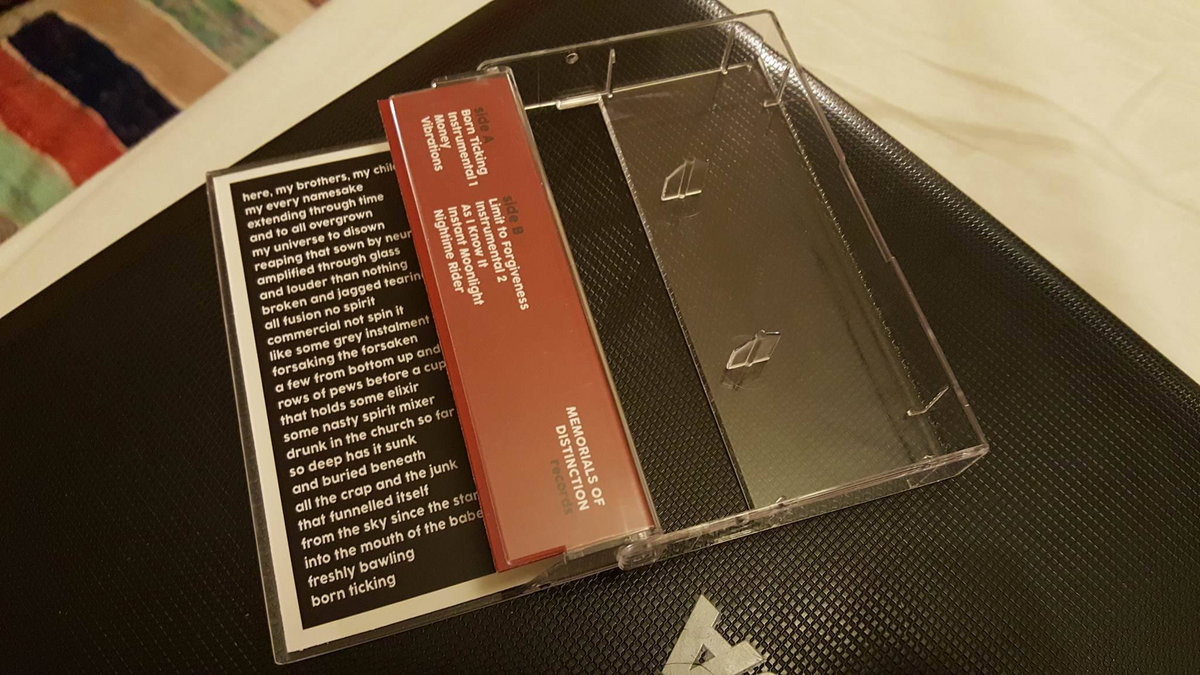 here, my brothers, my
my every namesake
extending through time
and to all overgrown
my universe to disown
reaping that sown by
amplified through glass
and louder than nothing
broken and jagged
all fusion no spirit
commercial not spin it
like some grey instalment
forsaking the forsaken
a few from bottom up and
rows of pews before a cup
that holds some elixir
some nasty spirit mixer
drunk in the church so far
so deep has it sunk
and buried beneath
all the crap and the junk
that funnelled itself
from the sky since the
into the mouth of the babe
freshly bawling
born ticking
side A
Born Ticking
Instrumental 1
Money
Vibrations
side B
Limit to Forgiveness
Instrumental 2
As I Know It
Instant Moonlight
Nighttime Rider
MEMORIALS OF
DISTINCTION
records